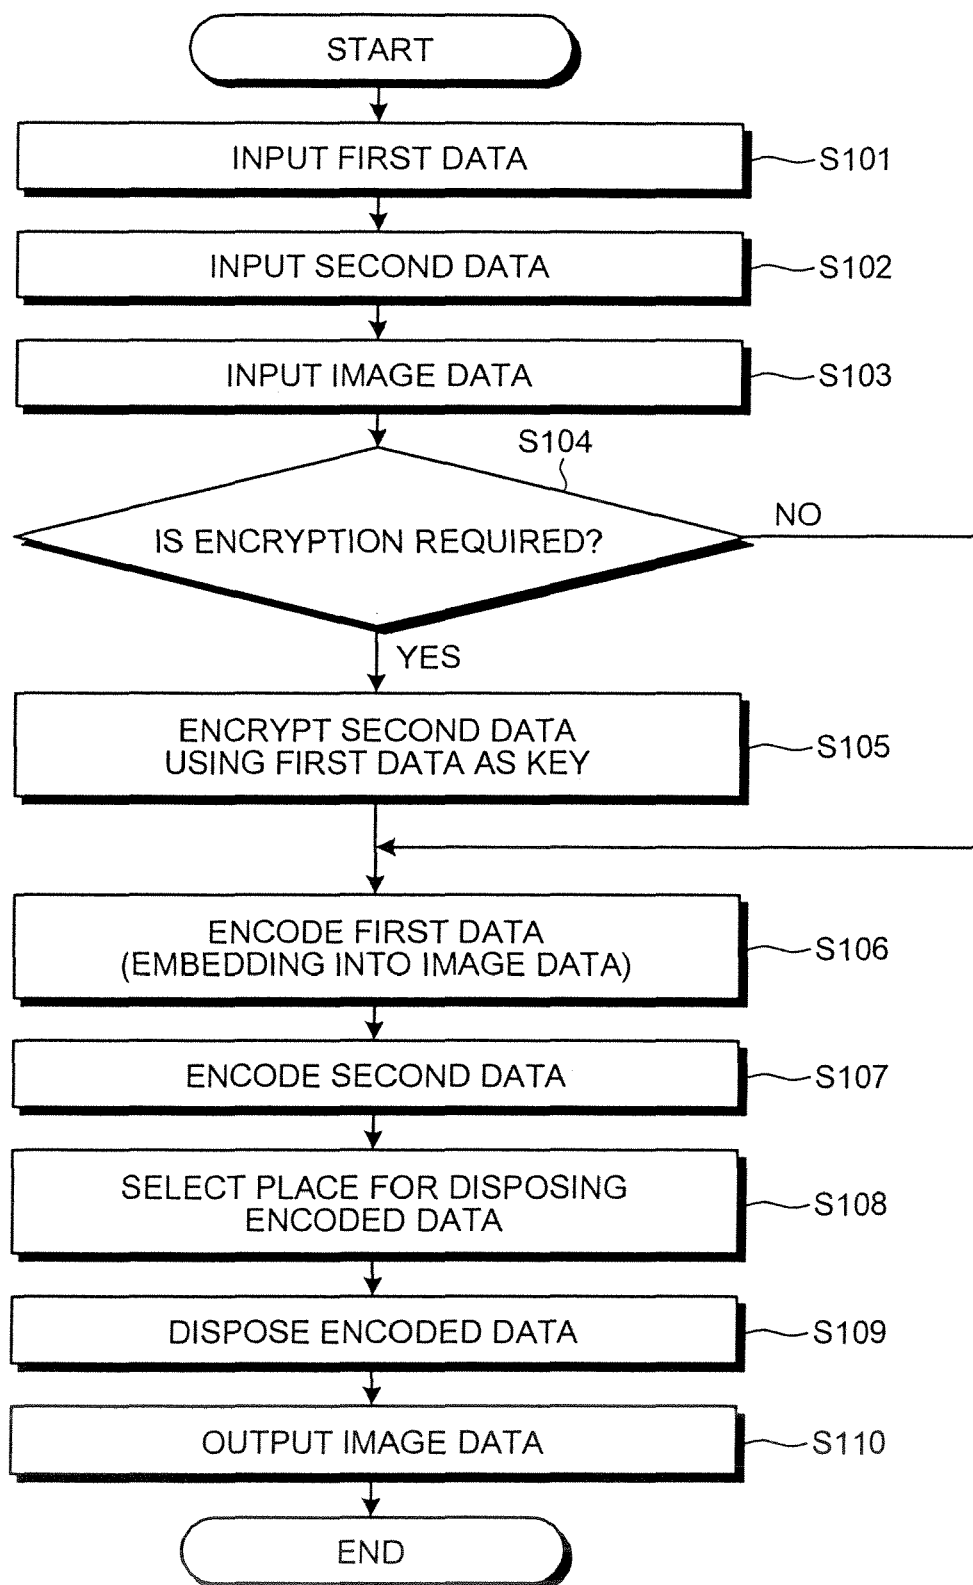 START
INPUT FIRST DATA
S101
INPUT SECOND DATA
S102
INPUT IMAGE DATA
S103
S104
IS ENCRYPTION REQUIRED?
NO
YES
ENCRYPT SECOND DATA
USING FIRST DATA AS KEY
S105
ENCODE FIRST DATA
(EMBEDDING INTO IMAGE DATA)
S106
ENCODE SECOND DATA
S107
SELECT PLACE FOR DISPOSING
ENCODED DATA
S108
DISPOSE ENCODED DATA
S109
OUTPUT IMAGE DATA
S110
END